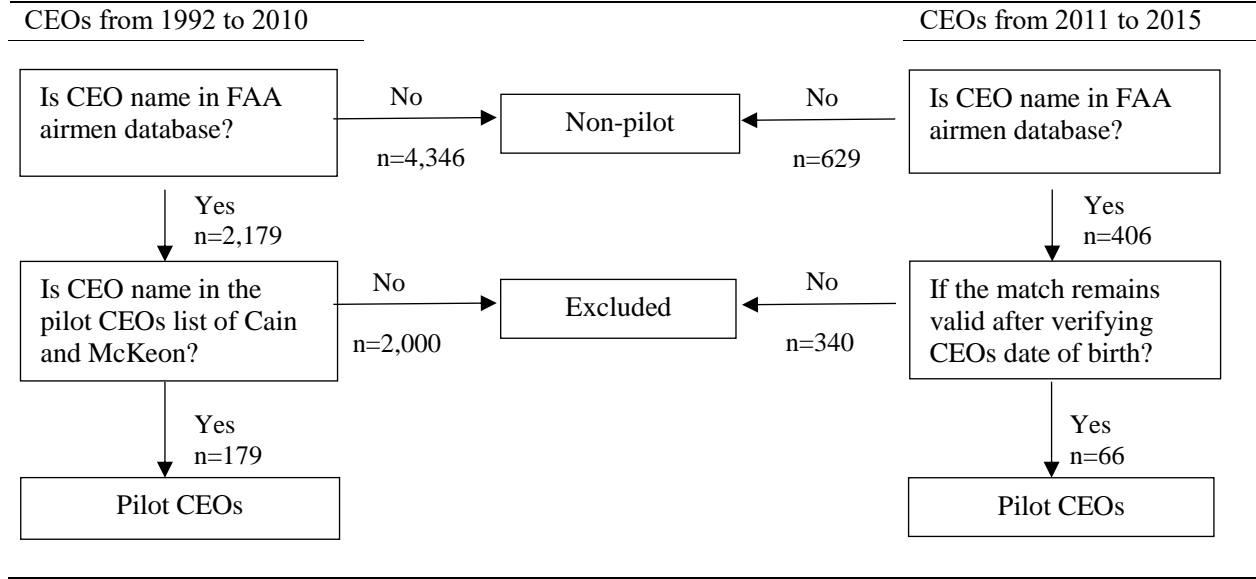 CEOs from 1992 to 2010
CEOs from 2011 to 2015
Is CEO name in FAA
airmen database?
No
n=4,346
Non-pilot
No
n=629
Is CEO name in FAA
airmen database?
Yes
n=2,179
Yes
n=406
Is CEO name in the
pilot CEOs list of Cain
and McKeon?
No
n=2,000
Excluded
No
n=340
If the match remains
valid after verifying
CEOs date of birth?
Yes
n=179
Yes
n=66
Pilot CEOs
Pilot CEOs